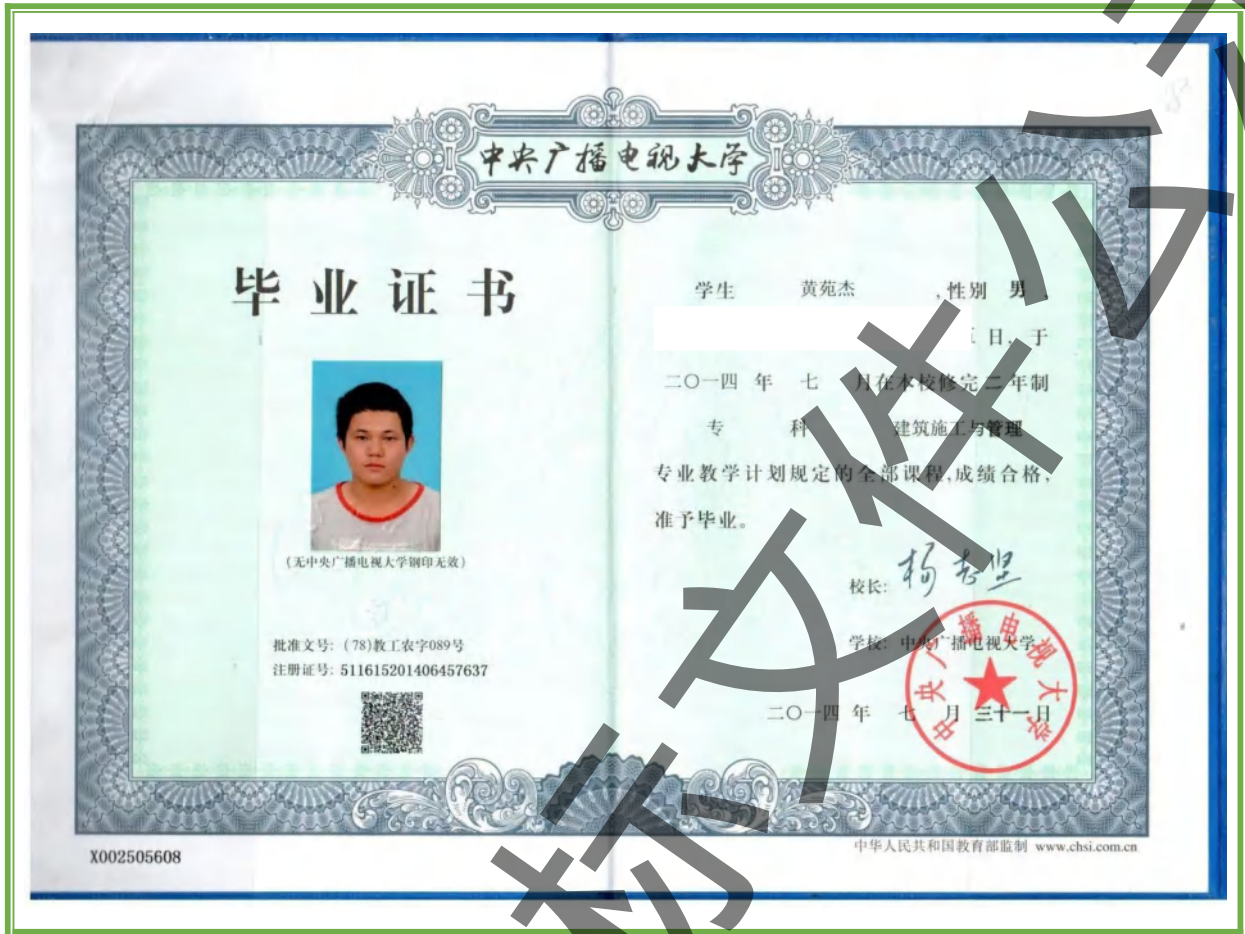 中央广播电视大学
毕业证书
(无中央广播电视大学钢印无效)
批准文号: (78)教工农字089号
注册证号: 511615201406457637
X002505608
学生 黄苑杰 ,性别 男 ,
日,于
二〇一四 年 七 月在本校修完 二 年制
专 科 建筑施工与管理
专业教学计划规定的全部课程,成绩合格,
准予毕业。
校长: 杨志坚
学校: 中央广播电视大学
二〇一四 年 七 月 三十一日
中央广播电视大学
中华人民共和国教育部监制 www.chsi.com.cn
标文件公